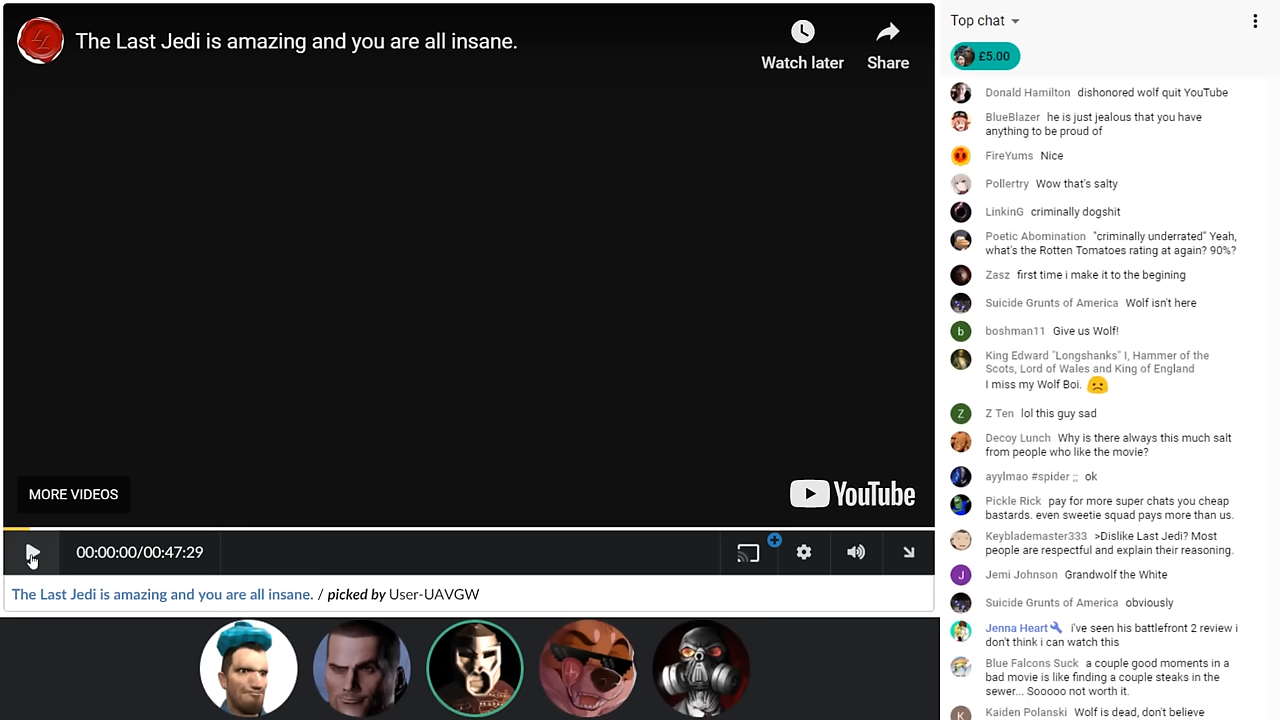 The Last Jedi is amazing and you are all insane.
Watch later
Share
MORE VIDEOS
YouTube
00:00:00/00:47:29
The Last Jedi is amazing and you are all insane. / picked by User-UAVGW
Top chat
£5.00
Donald Hamilton dishonored wolf quit YouTube
BlueBlazer he is just jealous that you have
anything to be proud of
FireYums Nice
Pollertry Wow that's salty
LinkinG criminally dogshit
Poetic Abomination "criminally underrated" Yeah,
what's the Rotten Tomatoes rating at again? 90%?
Zasz first time i make it to the begining
Suicide Grunts of America Wolf isn't here
b
boshman11 Give us Wolf!
King Edward "Longshanks" I, Hammer of the
Scots, Lord of Wales and King of England
I miss my Wolf Boi.
Z
Z Ten lol this guy sad
Decoy Lunch Why is there always this much salt
from people who like the movie?
ayylmao #spider ;; ok
Pickle Rick pay for more super chats you cheap
bastards. even sweetie squad pays more than us.
Keyblademaster333 >Dislike Last Jedi? Most
people are respectful and explain their reasoning.
J
Jemi Johnson Grandwolf the White
Suicide Grunts of America obviously
Jenna Heart i've seen his battlefront 2 review i
don't think i can watch this
Blue Falcons Suck a couple good moments in a
bad movie is like finding a couple steaks in the
sewer... Sooooo not worth it.
K
Kaiden Polanski Wolf is dead, don't believe